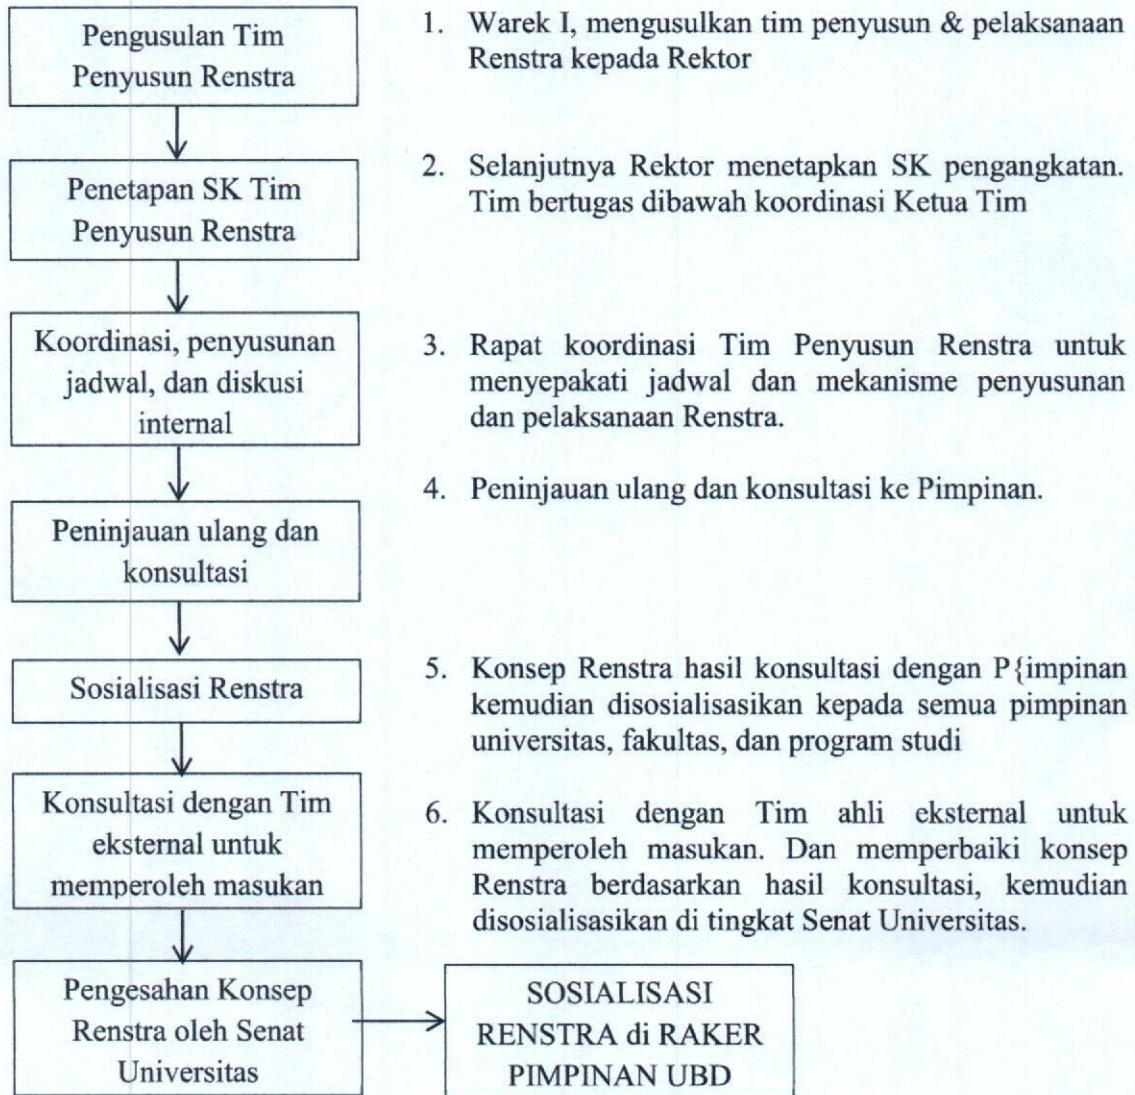 Pengusulan Tim
Penyusun Renstra
1. Warek I, mengusulkan tim penyusun & pelaksanaan
Renstra kepada Rektor
Penetapan SK Tim
Penyusun Renstra
2. Selanjutnya Rektor menetapkan SK pengangkatan.
Tim bertugas dibawah koordinasi Ketua Tim
Koordinasi, penyusunan
jadwal, dan diskusi
internal
3. Rapat koordinasi Tim Penyusun Renstra untuk
menyepakati jadwal dan mekanisme penyusunan
dan pelaksanaan Renstra.
Peninjauan ulang dan
konsultasi
4. Peninjauan ulang dan konsultasi ke Pimpinan.
Sosialisasi Renstra
5. Konsep Renstra hasil konsultasi dengan P{impinan
kemudian disosialisasikan kepada semua pimpinan
universitas, fakultas, dan program studi
Konsultasi dengan Tim
eksternal untuk
memperoleh masukan
6. Konsultasi dengan Tim ahli eksternal untuk
memperoleh masukan. Dan memperbaiki konsep
Renstra berdasarkan hasil konsultasi, kemudian
disosialisasikan di tingkat Senat Universitas.
Pengesahan Konsep
Renstra oleh Senat
Universitas
SOSIALISASI
RENSTRA di RAKER
PIMPINAN UBD